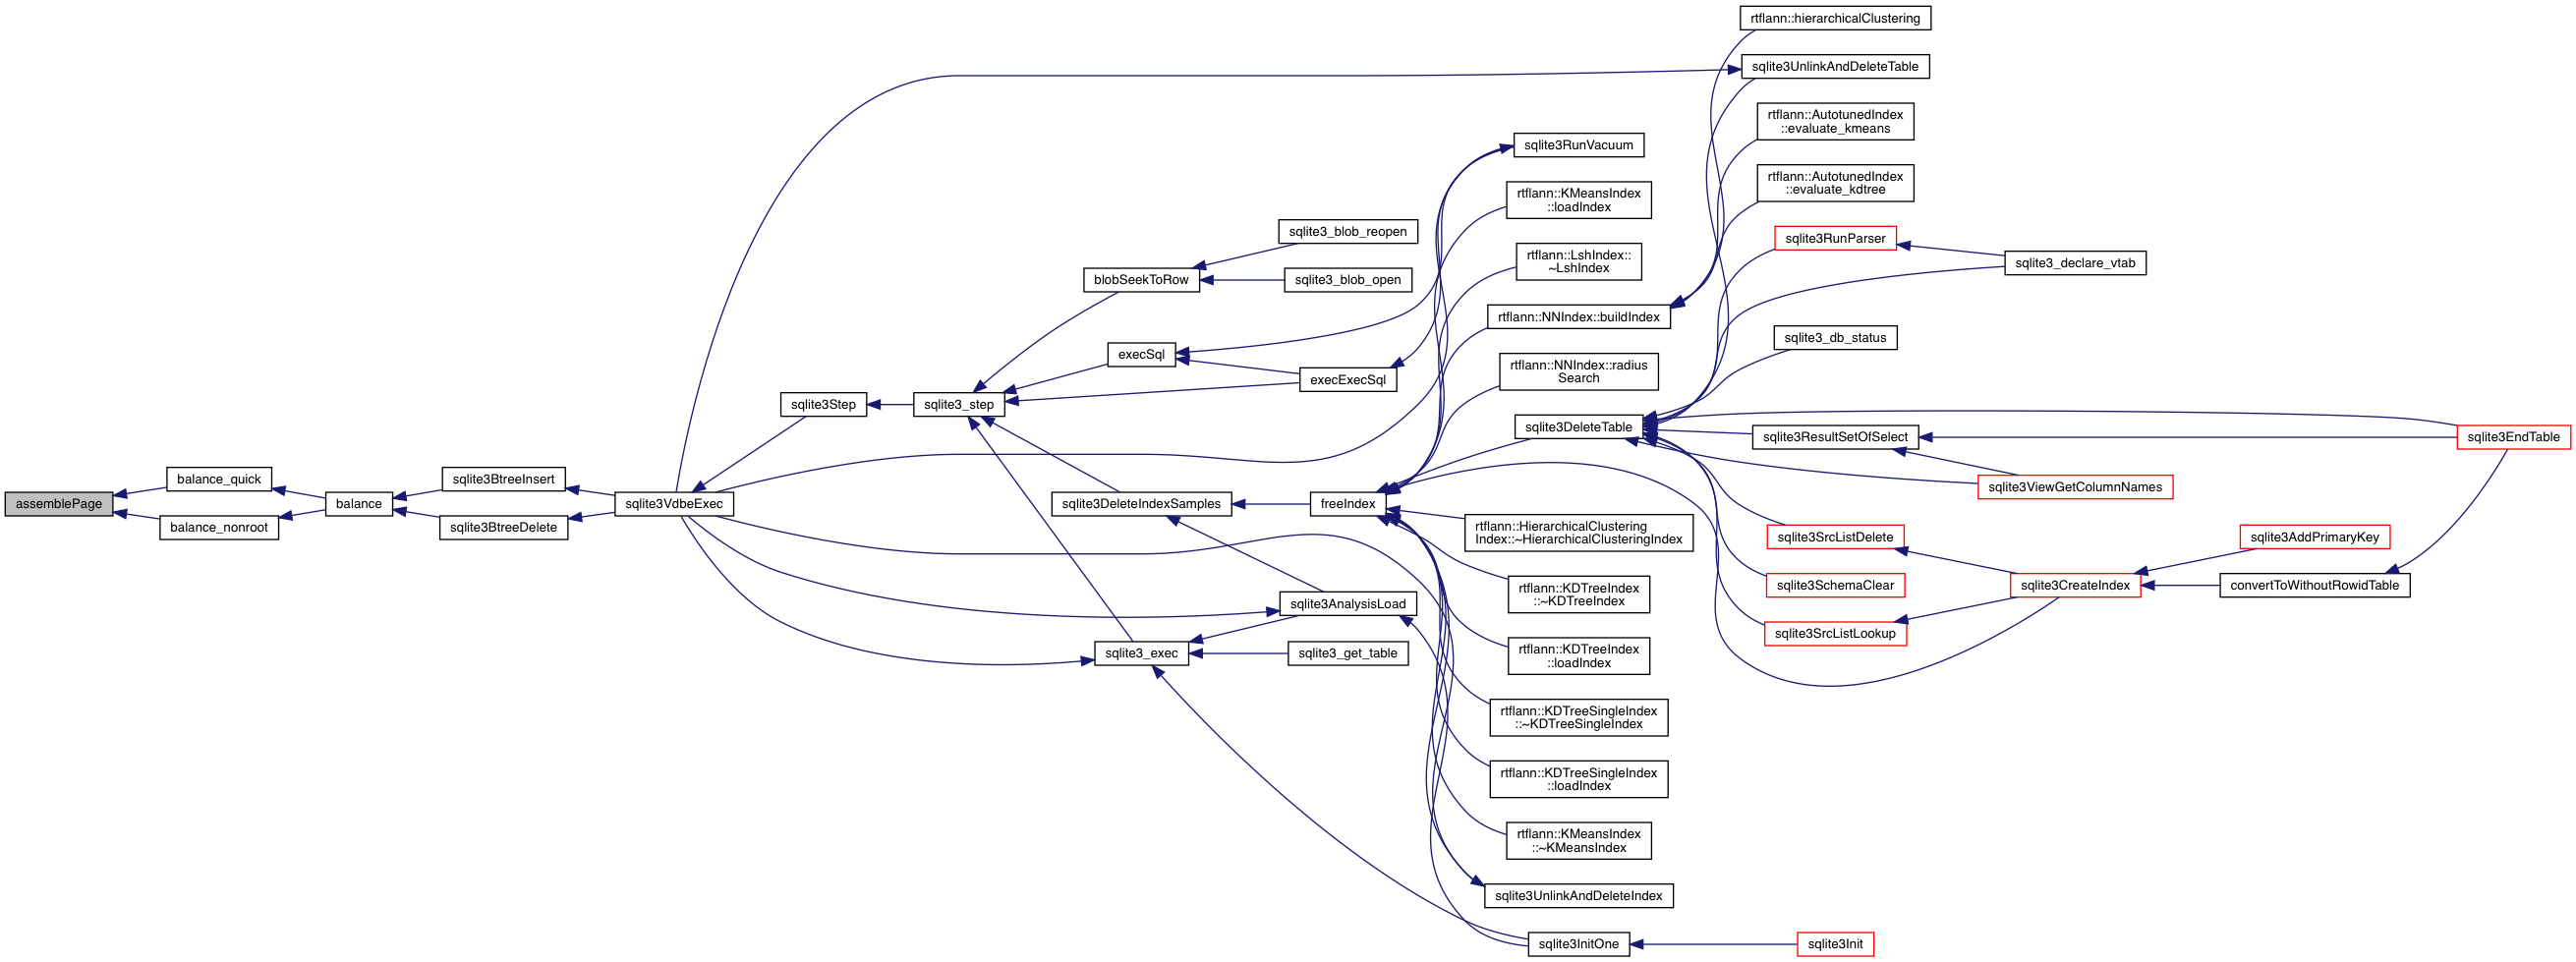 assemblePage
balance_quick
balance_nonroot
balance
sqlite3BtreeInsert
sqlite3BtreeDelete
sqlite3VdbeExec
sqlite3Step
sqlite3_step
blobSeekToRow
sqlite3_blob_reopen
sqlite3_blob_open
execSql
execExecSql
sqlite3DeleteIndexSamples
sqlite3AnalysisLoad
sqlite3_exec
sqlite3_get_table
freeIndex
sqlite3RunVacuum
rtflann::KMeansIndex
::loadIndex
rtflann::LshIndex::
~LshIndex
rtflann::NNIndex::buildIndex
rtflann::NNIndex::radius
Search
sqlite3DeleteTable
rtflann::HierarchicalClustering
Index::~HierarchicalClusteringIndex
rtflann::KDTreeIndex
::~KDTreeIndex
rtflann::KDTreeIndex
::loadIndex
rtflann::KDTreeSingleIndex
::~KDTreeSingleIndex
rtflann::KDTreeSingleIndex
::loadIndex
rtflann::KMeansIndex
::~KMeansIndex
sqlite3UnlinkAndDeleteIndex
sqlite3InitOne
sqlite3Init
rtflann::hierarchicalClustering
sqlite3UnlinkAndDeleteTable
rtflann::AutotunedIndex
::evaluate_kmeans
rtflann::AutotunedIndex
::evaluate_kdtree
sqlite3RunParser
sqlite3_declare_vtab
sqlite3_db_status
sqlite3ResultSetOfSelect
sqlite3EndTable
sqlite3ViewGetColumnNames
sqlite3SrcListDelete
sqlite3SchemaClear
sqlite3SrcListLookup
sqlite3CreateIndex
sqlite3AddPrimaryKey
convertToWithoutRowidTable